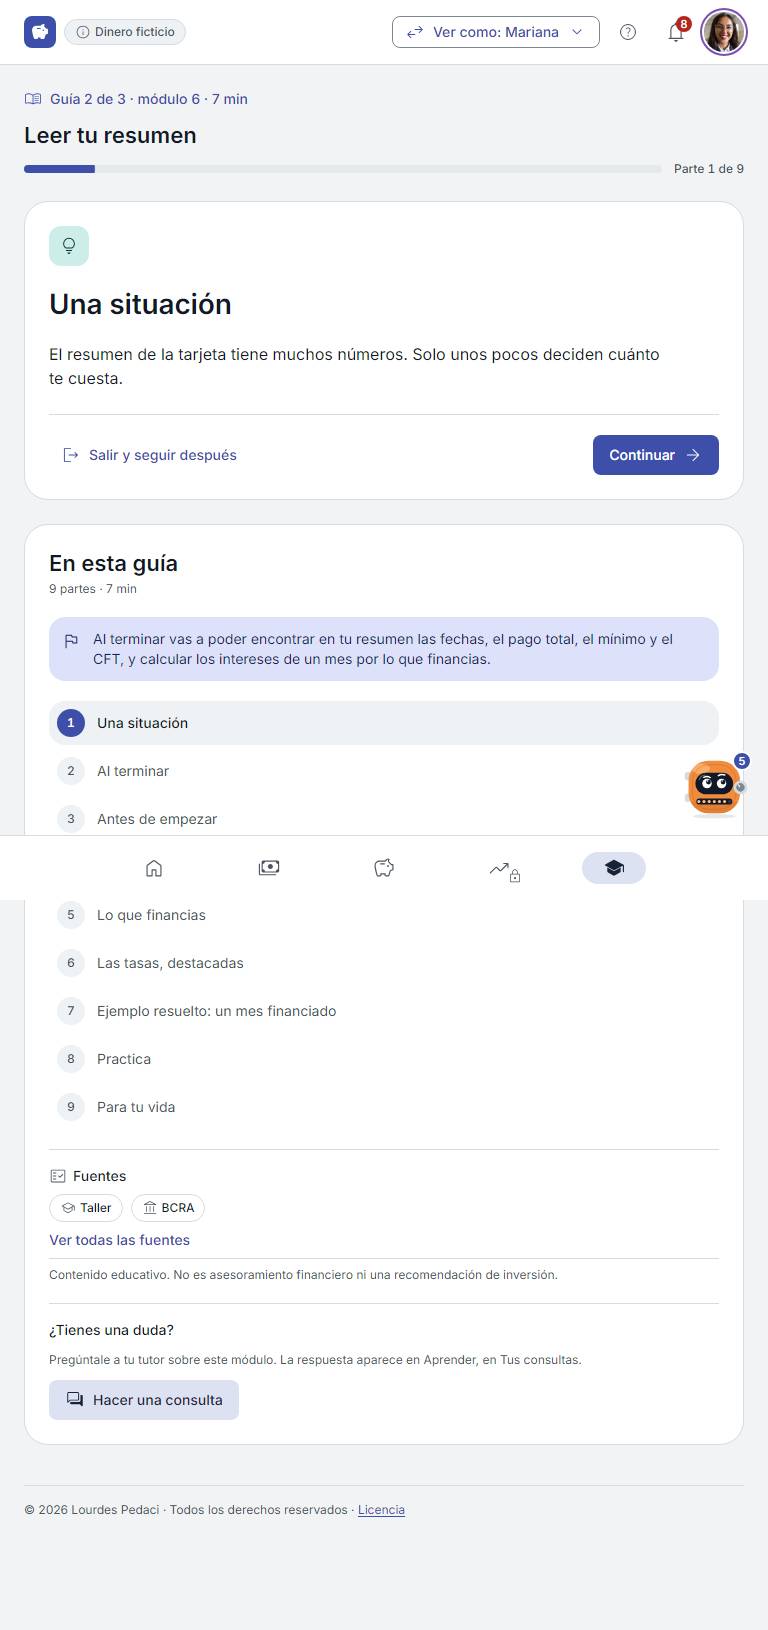 Dinero ficticio
Ver como: Mariana
8
Guía 2 de 3 · módulo 6 · 7 min
Leer tu resumen
Parte 1 de 9
Una situación
El resumen de la tarjeta tiene muchos números. Solo unos pocos deciden cuánto
te cuesta.
Salir y seguir después
Continuar
En esta guía
9 partes · 7 min
Al terminar vas a poder encontrar en tu resumen las fechas, el pago total, el mínimo y el
CFT, y calcular los intereses de un mes por lo que financias.
1 Una situación
2 Al terminar
5
3 Antes de empezar
5 Lo que financias
6 Las tasas, destacadas
7 Ejemplo resuelto: un mes financiado
8 Practica
9 Para tu vida
Fuentes
Taller
BCRA
Ver todas las fuentes
Contenido educativo. No es asesoramiento financiero ni una recomendación de inversión.
¿Tienes una duda?
Pregúntale a tu tutor sobre este módulo. La respuesta aparece en Aprender, en Tus consultas.
Hacer una consulta
© 2026 Lourdes Pedaci · Todos los derechos reservados · Licencia